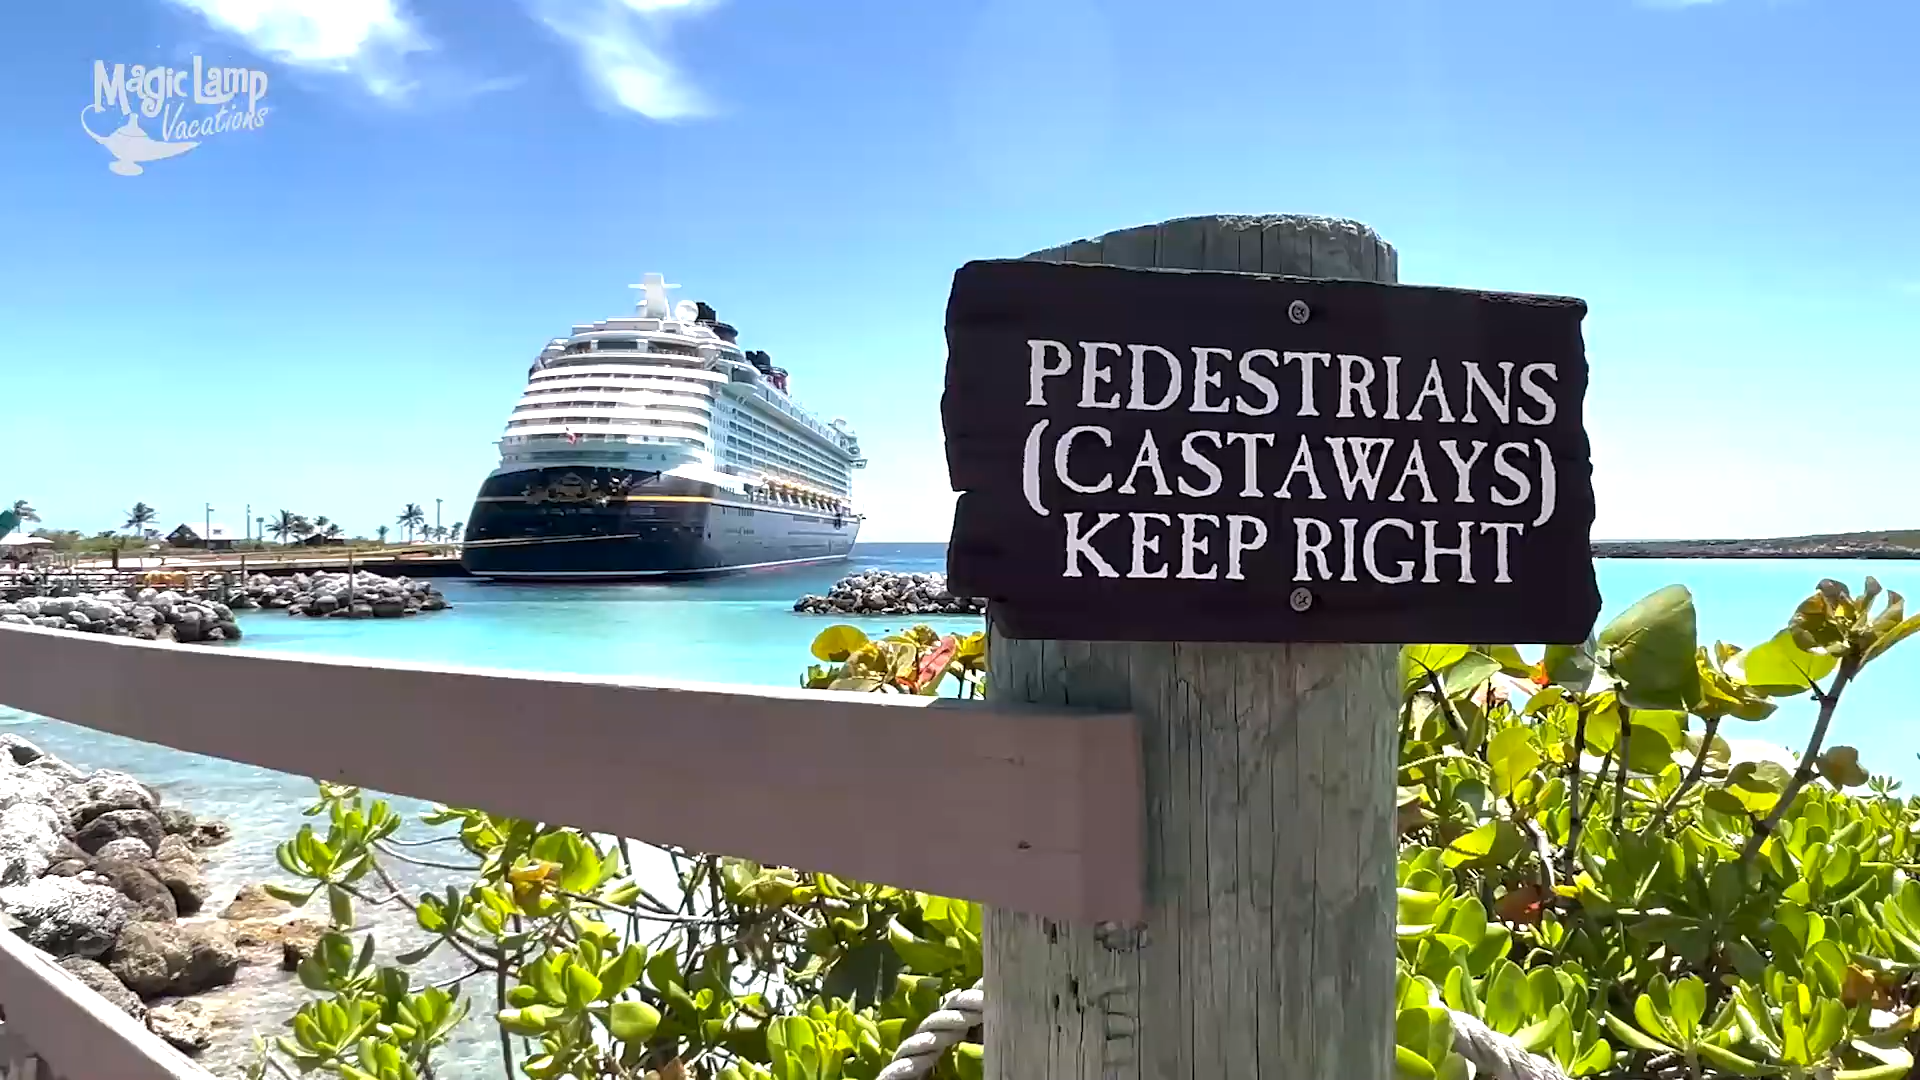 Magic Lamp
Vacations
PEDESTRIANS
(CASTAWAYS)
KEEP RIGHT